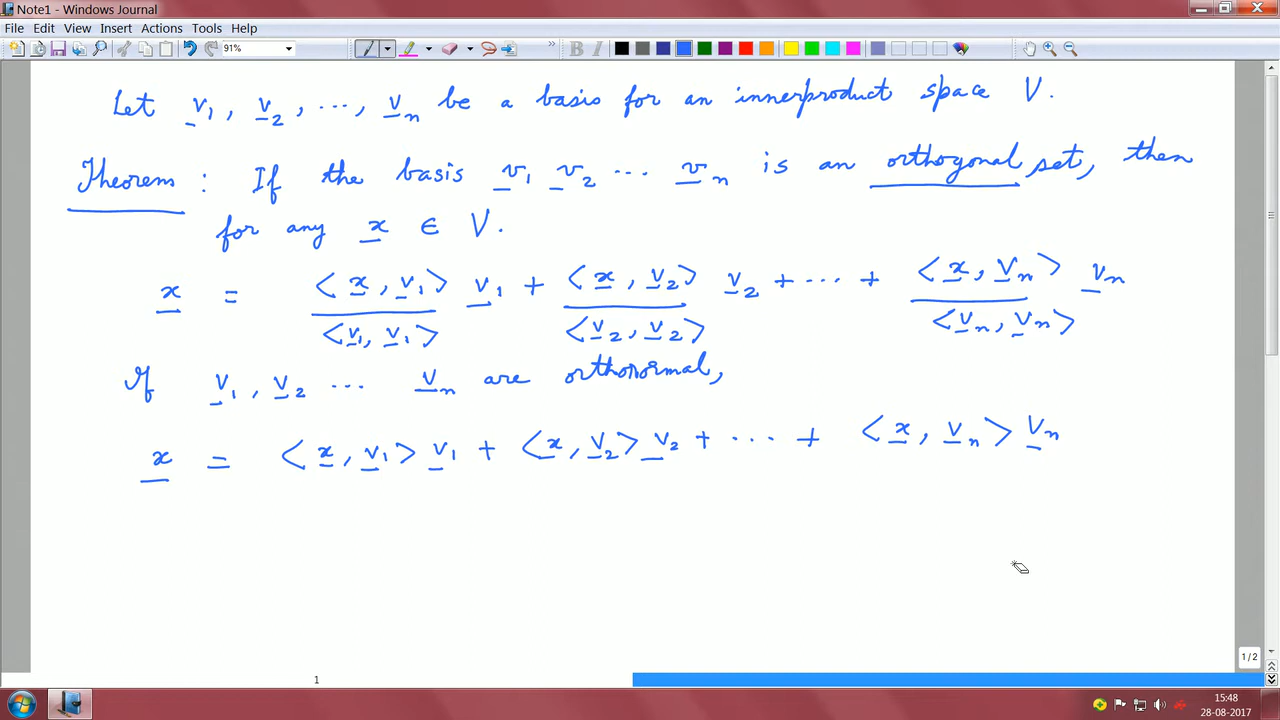 Note1 - Windows Journal
File Edit View Insert Actions Tools Help
91%
Let v1, v2, ..., vn be a basis for an innerproduct space V.
Theorem : If the basis v1 v2 ... vn is an orthogonal set, then
for any x ∈ V.
x = <x, v1>/<v1, v1> v1 + <x, v2>/<v2, v2> v2 + ... + <x, vn>/<vn, vn> vn
If v1, v2 ... vn are orthonormal,
x = <x, v1> v1 + <x, v2> v2 + ... + <x, vn> vn
1/2
1
15:48
28-08-2017